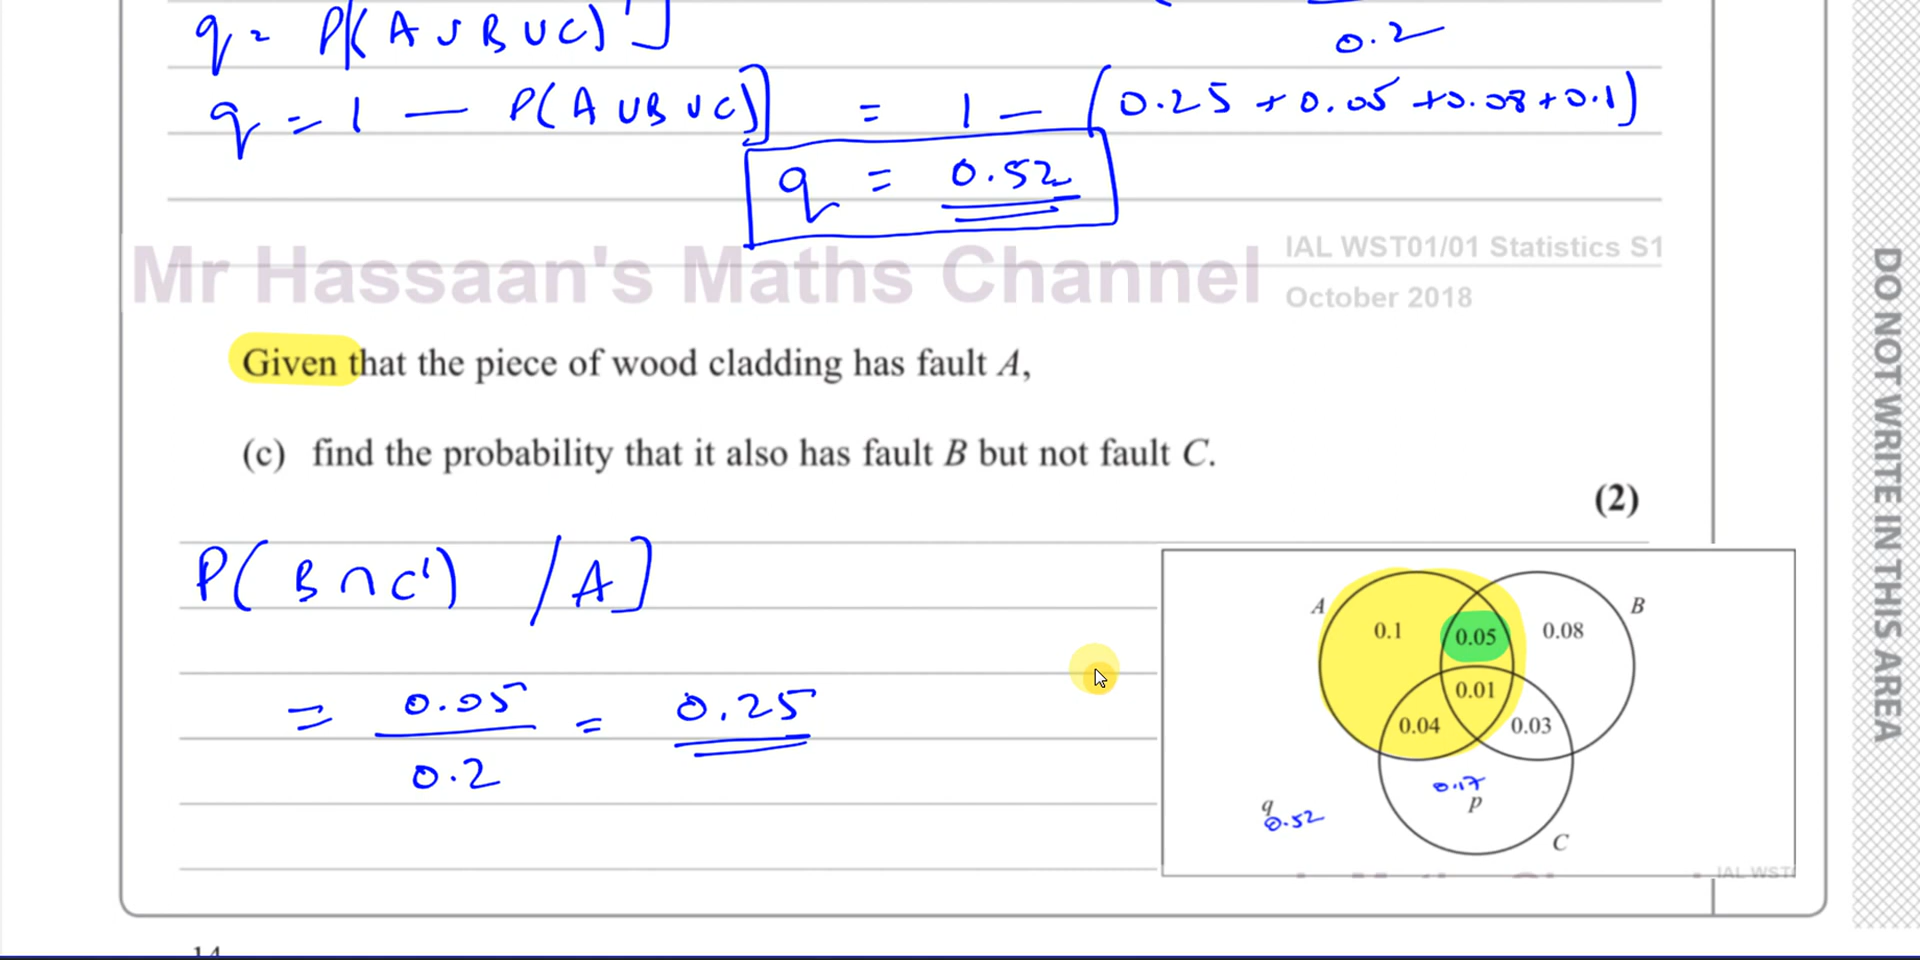 q = P[(A ∪ B ∪ C)']
0.2
q = 1 — P(A ∪ B ∪ C)] = 1 — (0.25 + 0.05 + 0.08 + 0.1)
q = 0.52
Mr Hassaan's Maths Channel
IAL WST01/01 Statistics S1
October 2018
Given that the piece of wood cladding has fault A,
(c) find the probability that it also has fault B but not fault C.
(2)
P( B ∩ C') / A]
= 0.05 / 0.2 = 0.25
A
B
0.1
0.05
0.08
0.01
0.04
0.03
0.17
p
q
0.52
C
IAL WST
DO NOT WRITE IN THIS AREA